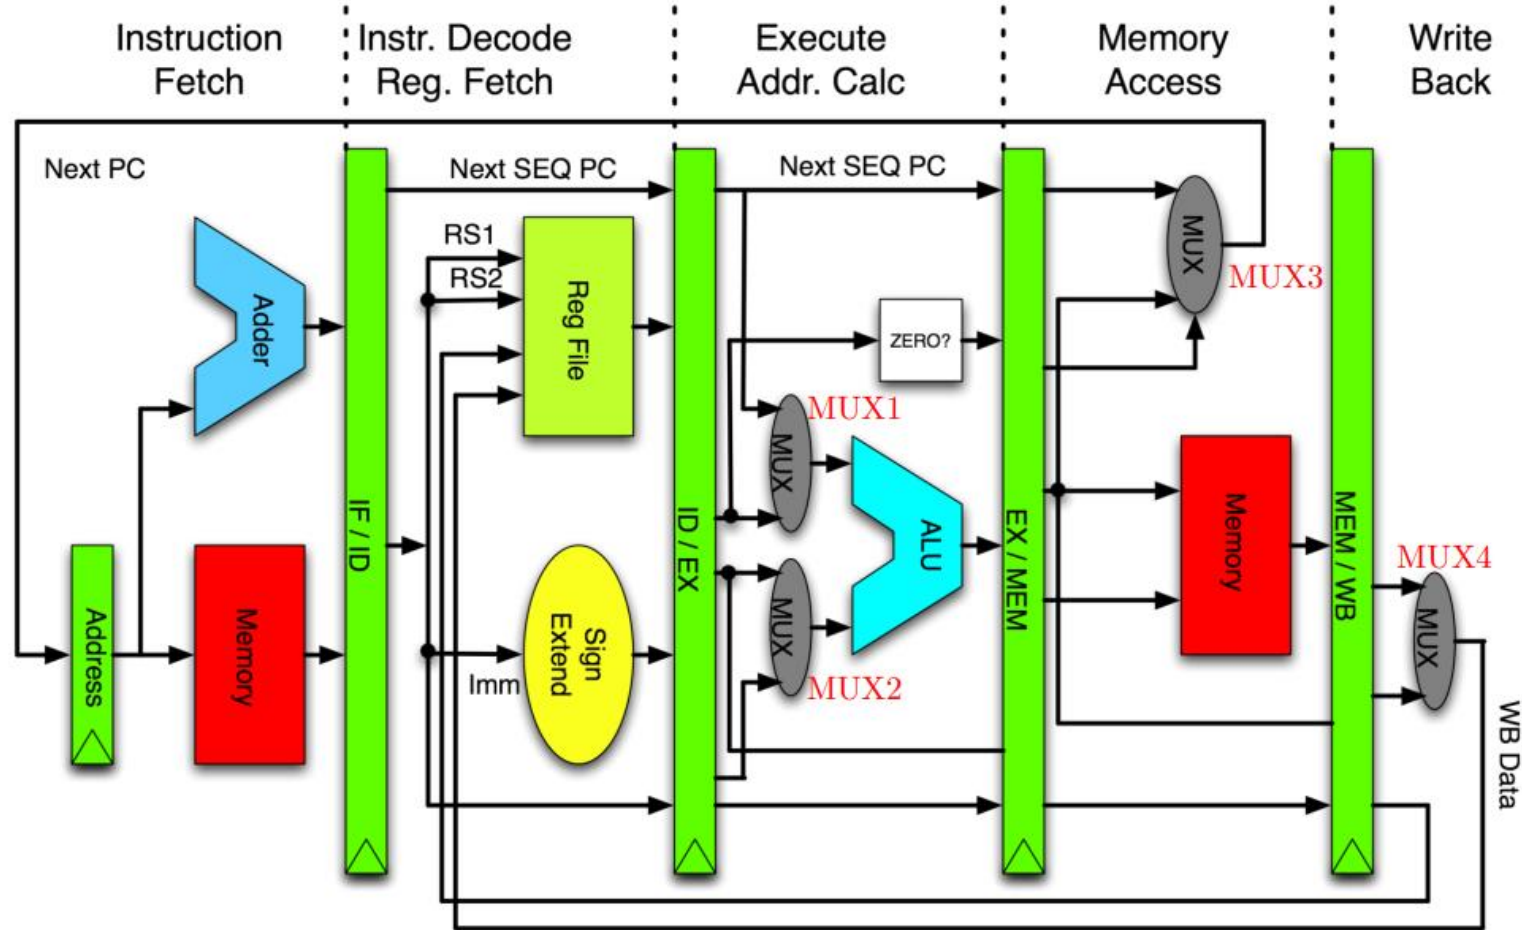 Instruction
Fetch
Instr. Decode
Reg. Fetch
Execute
Addr. Calc
Memory
Access
Write
Back
Next PC
Next SEQ PC
Next SEQ PC
RS1
RS2
Adder
Reg File
ZERO?
MUX
MUX3
MUX1
MUX
ALU
IF / ID
ID / EX
EX / MEM
MEM / WB
Memory
MUX4
MUX
Address
Memory
Sign
Extend
Imm
MUX
MUX2
WB Data